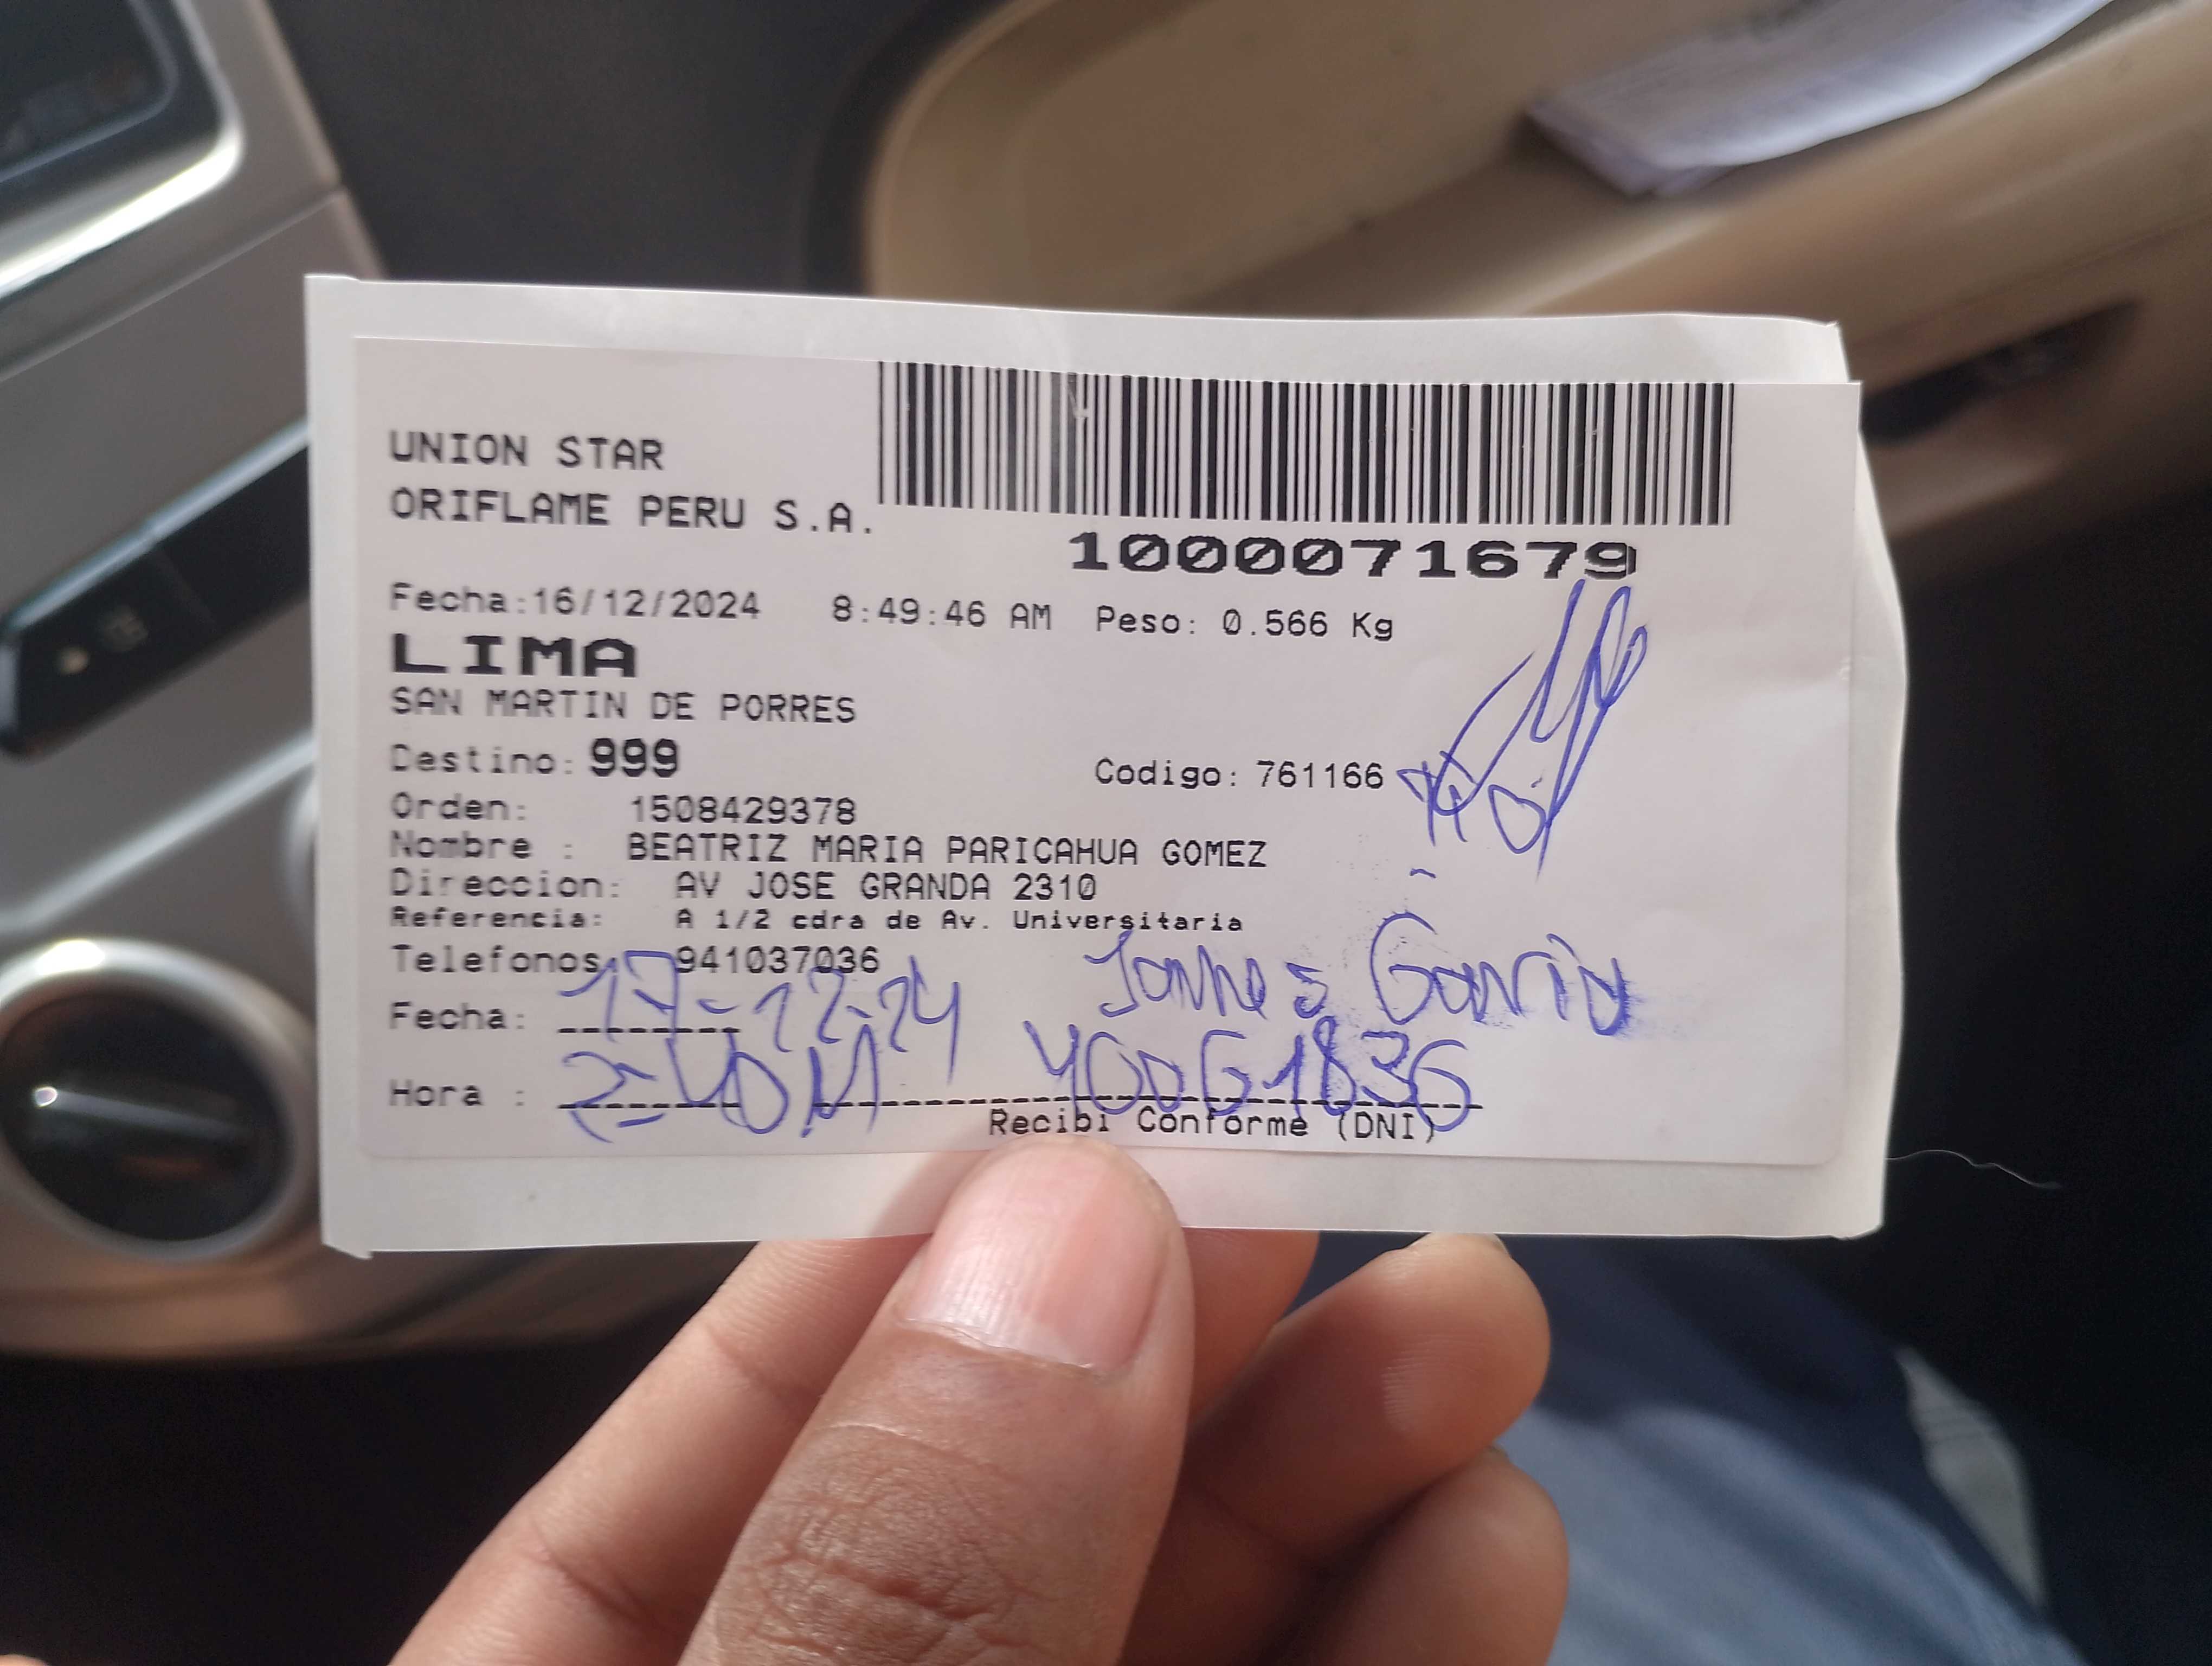 UNION STAR
ORIFLAME PERU S.A.
1000071679
Fecha:16/12/2024 8:49:46 AM Peso: 0.566 Kg
LIMA
SAN MARTIN DE PORRES
Destino: 999 Codigo: 761166
Orden: 1508429378
Nombre : BEATRIZ MARIA PARICAHUA GOMEZ
Direccion: AV JOSE GRANDA 2310
Referencia: A 1/2 cdra de Av. Universitaria
Telefonos: 941037036
Fecha: 17-12-24
Hora :
Recibi Conforme (DNI)